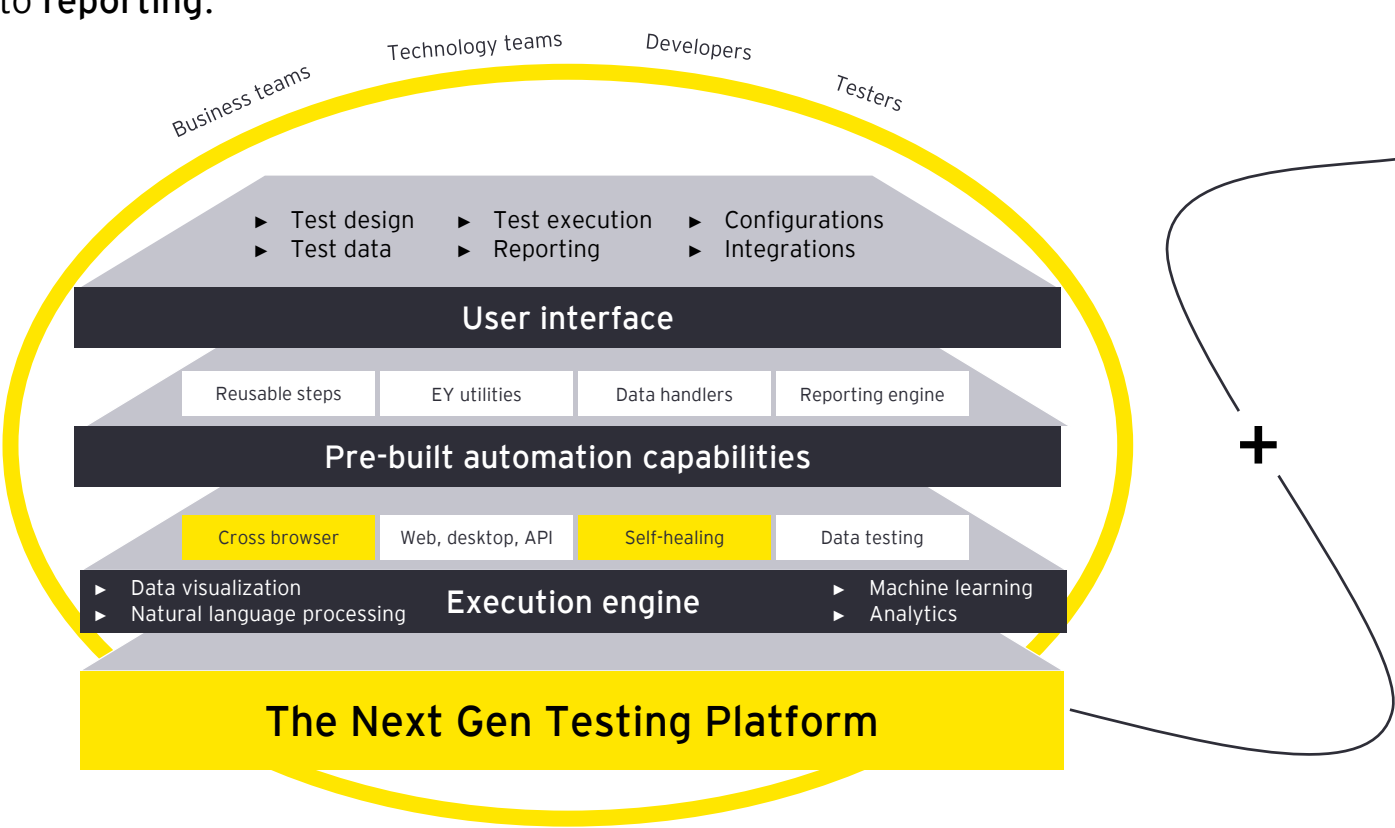 to reporting.
Business teams
Technology teams
Developers
Testers
► Test design ► Test execution ► Configurations
► Test data ► Reporting ► Integrations
User interface
Reusable steps EY utilities Data handlers Reporting engine
Pre-built automation capabilities
Cross browser Web, desktop, API Self-healing Data testing
► Data visualization
► Natural language processing
Execution engine
► Machine learning
► Analytics
The Next Gen Testing Platform
+